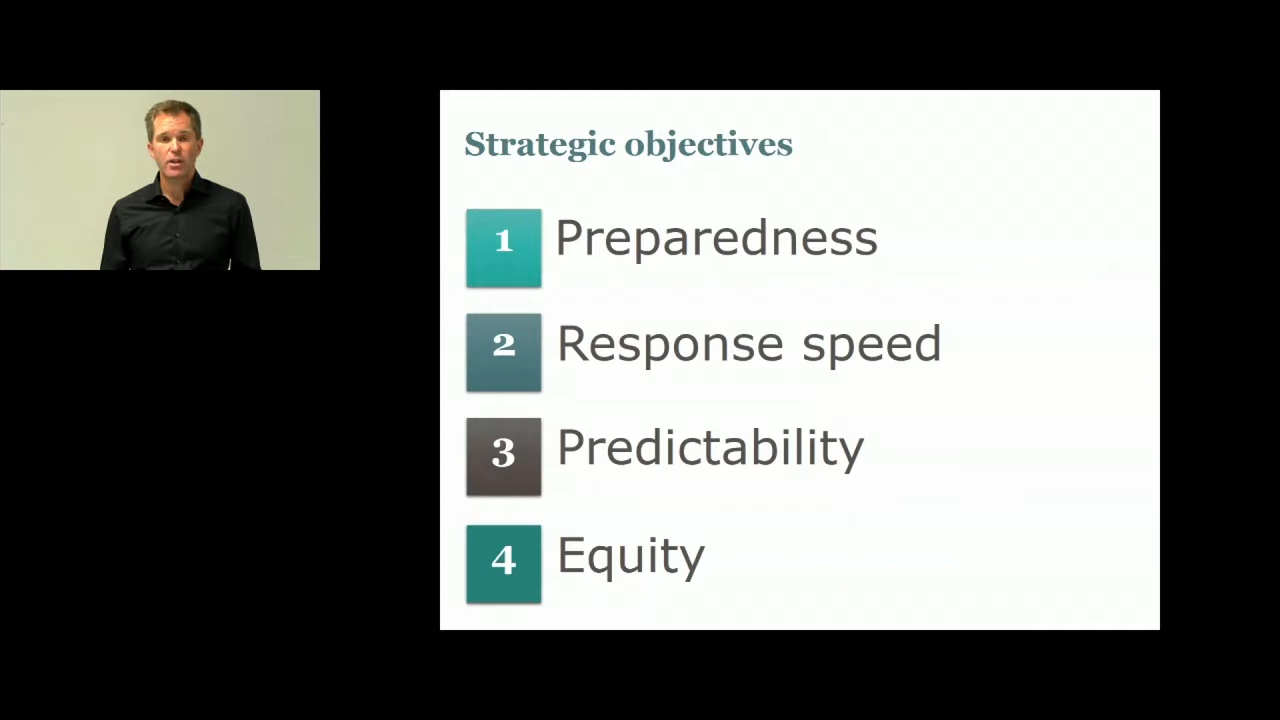 Strategic objectives
1 Preparedness
2 Response speed
3 Predictability
4 Equity